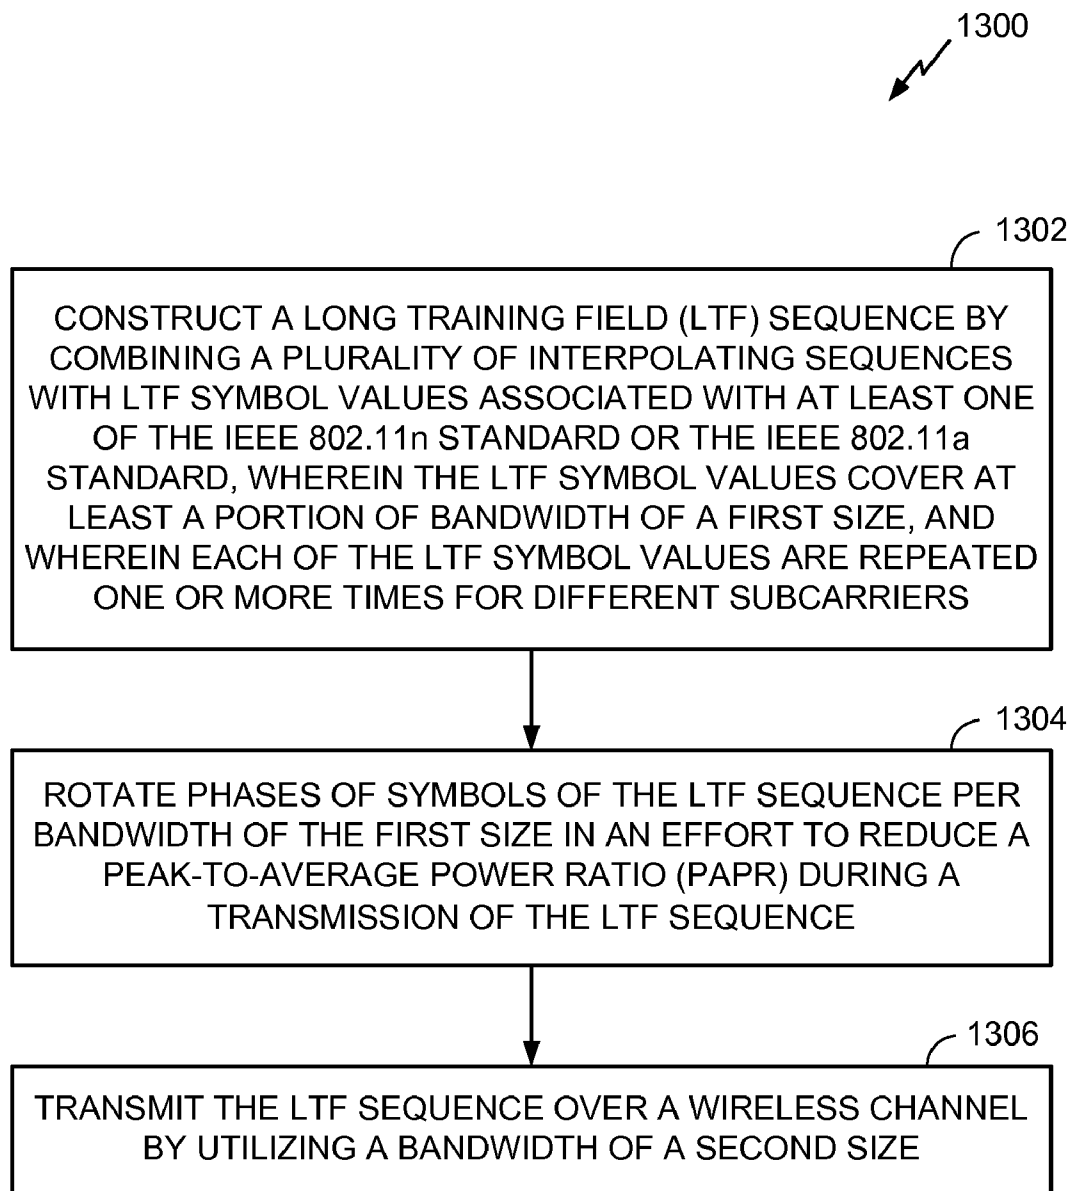 1300
1302
CONSTRUCT A LONG TRAINING FIELD (LTF) SEQUENCE BY
COMBINING A PLURALITY OF INTERPOLATING SEQUENCES
WITH LTF SYMBOL VALUES ASSOCIATED WITH AT LEAST ONE
OF THE IEEE 802.11n STANDARD OR THE IEEE 802.11a
STANDARD, WHEREIN THE LTF SYMBOL VALUES COVER AT
LEAST A PORTION OF BANDWIDTH OF A FIRST SIZE, AND
WHEREIN EACH OF THE LTF SYMBOL VALUES ARE REPEATED
ONE OR MORE TIMES FOR DIFFERENT SUBCARRIERS
1304
ROTATE PHASES OF SYMBOLS OF THE LTF SEQUENCE PER
BANDWIDTH OF THE FIRST SIZE IN AN EFFORT TO REDUCE A
PEAK-TO-AVERAGE POWER RATIO (PAPR) DURING A
TRANSMISSION OF THE LTF SEQUENCE
1306
TRANSMIT THE LTF SEQUENCE OVER A WIRELESS CHANNEL
BY UTILIZING A BANDWIDTH OF A SECOND SIZE